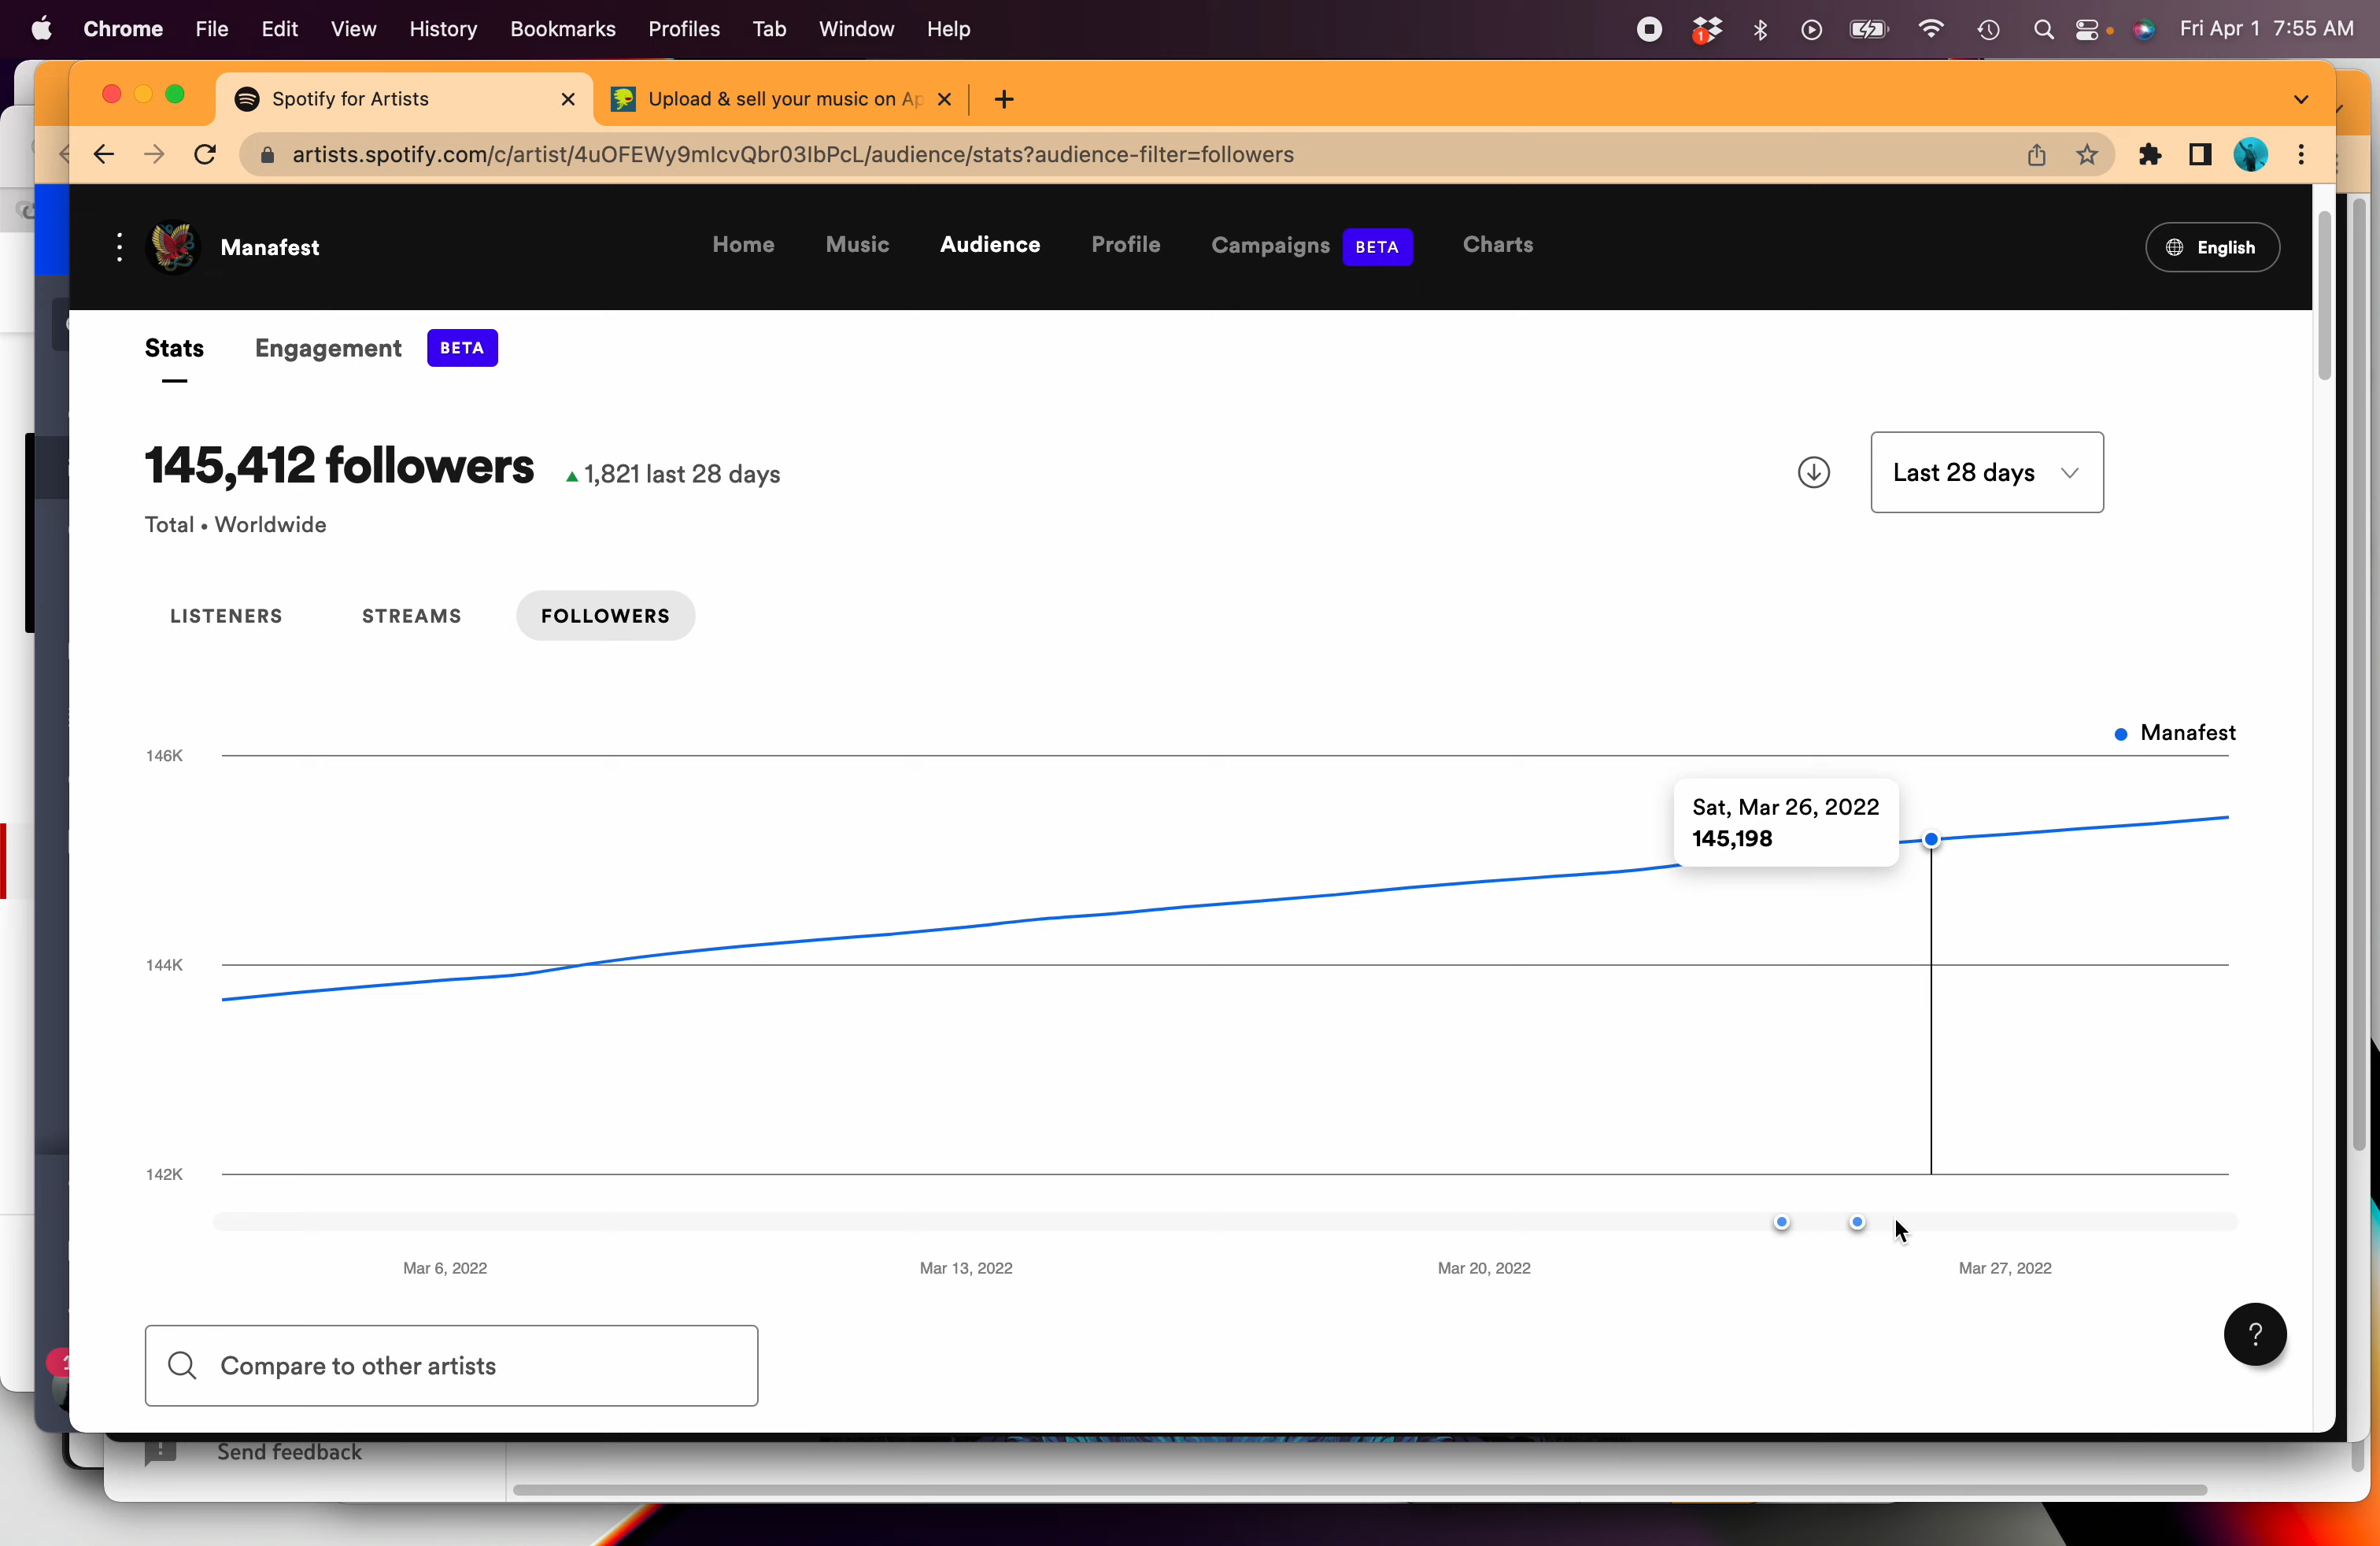 Chrome File Edit View History Bookmarks Profiles Tab Window Help
1
Fri Apr 1 7:55 AM
Spotify for Artists
Upload & sell your music on Ap
artists.spotify.com/c/artist/4uOFEWy9mlcvQbr03lbPcL/audience/stats?audience-filter=followers
Manafest
Home Music Audience Profile Campaigns BETA Charts
English
Stats Engagement BETA
145,412 followers
1,821 last 28 days
Last 28 days
Total • Worldwide
LISTENERS STREAMS FOLLOWERS
Manafest
146K
Sat, Mar 26, 2022
145,198
144K
142K
Mar 6, 2022 Mar 13, 2022 Mar 20, 2022 Mar 27, 2022
Compare to other artists
?
Send feedback